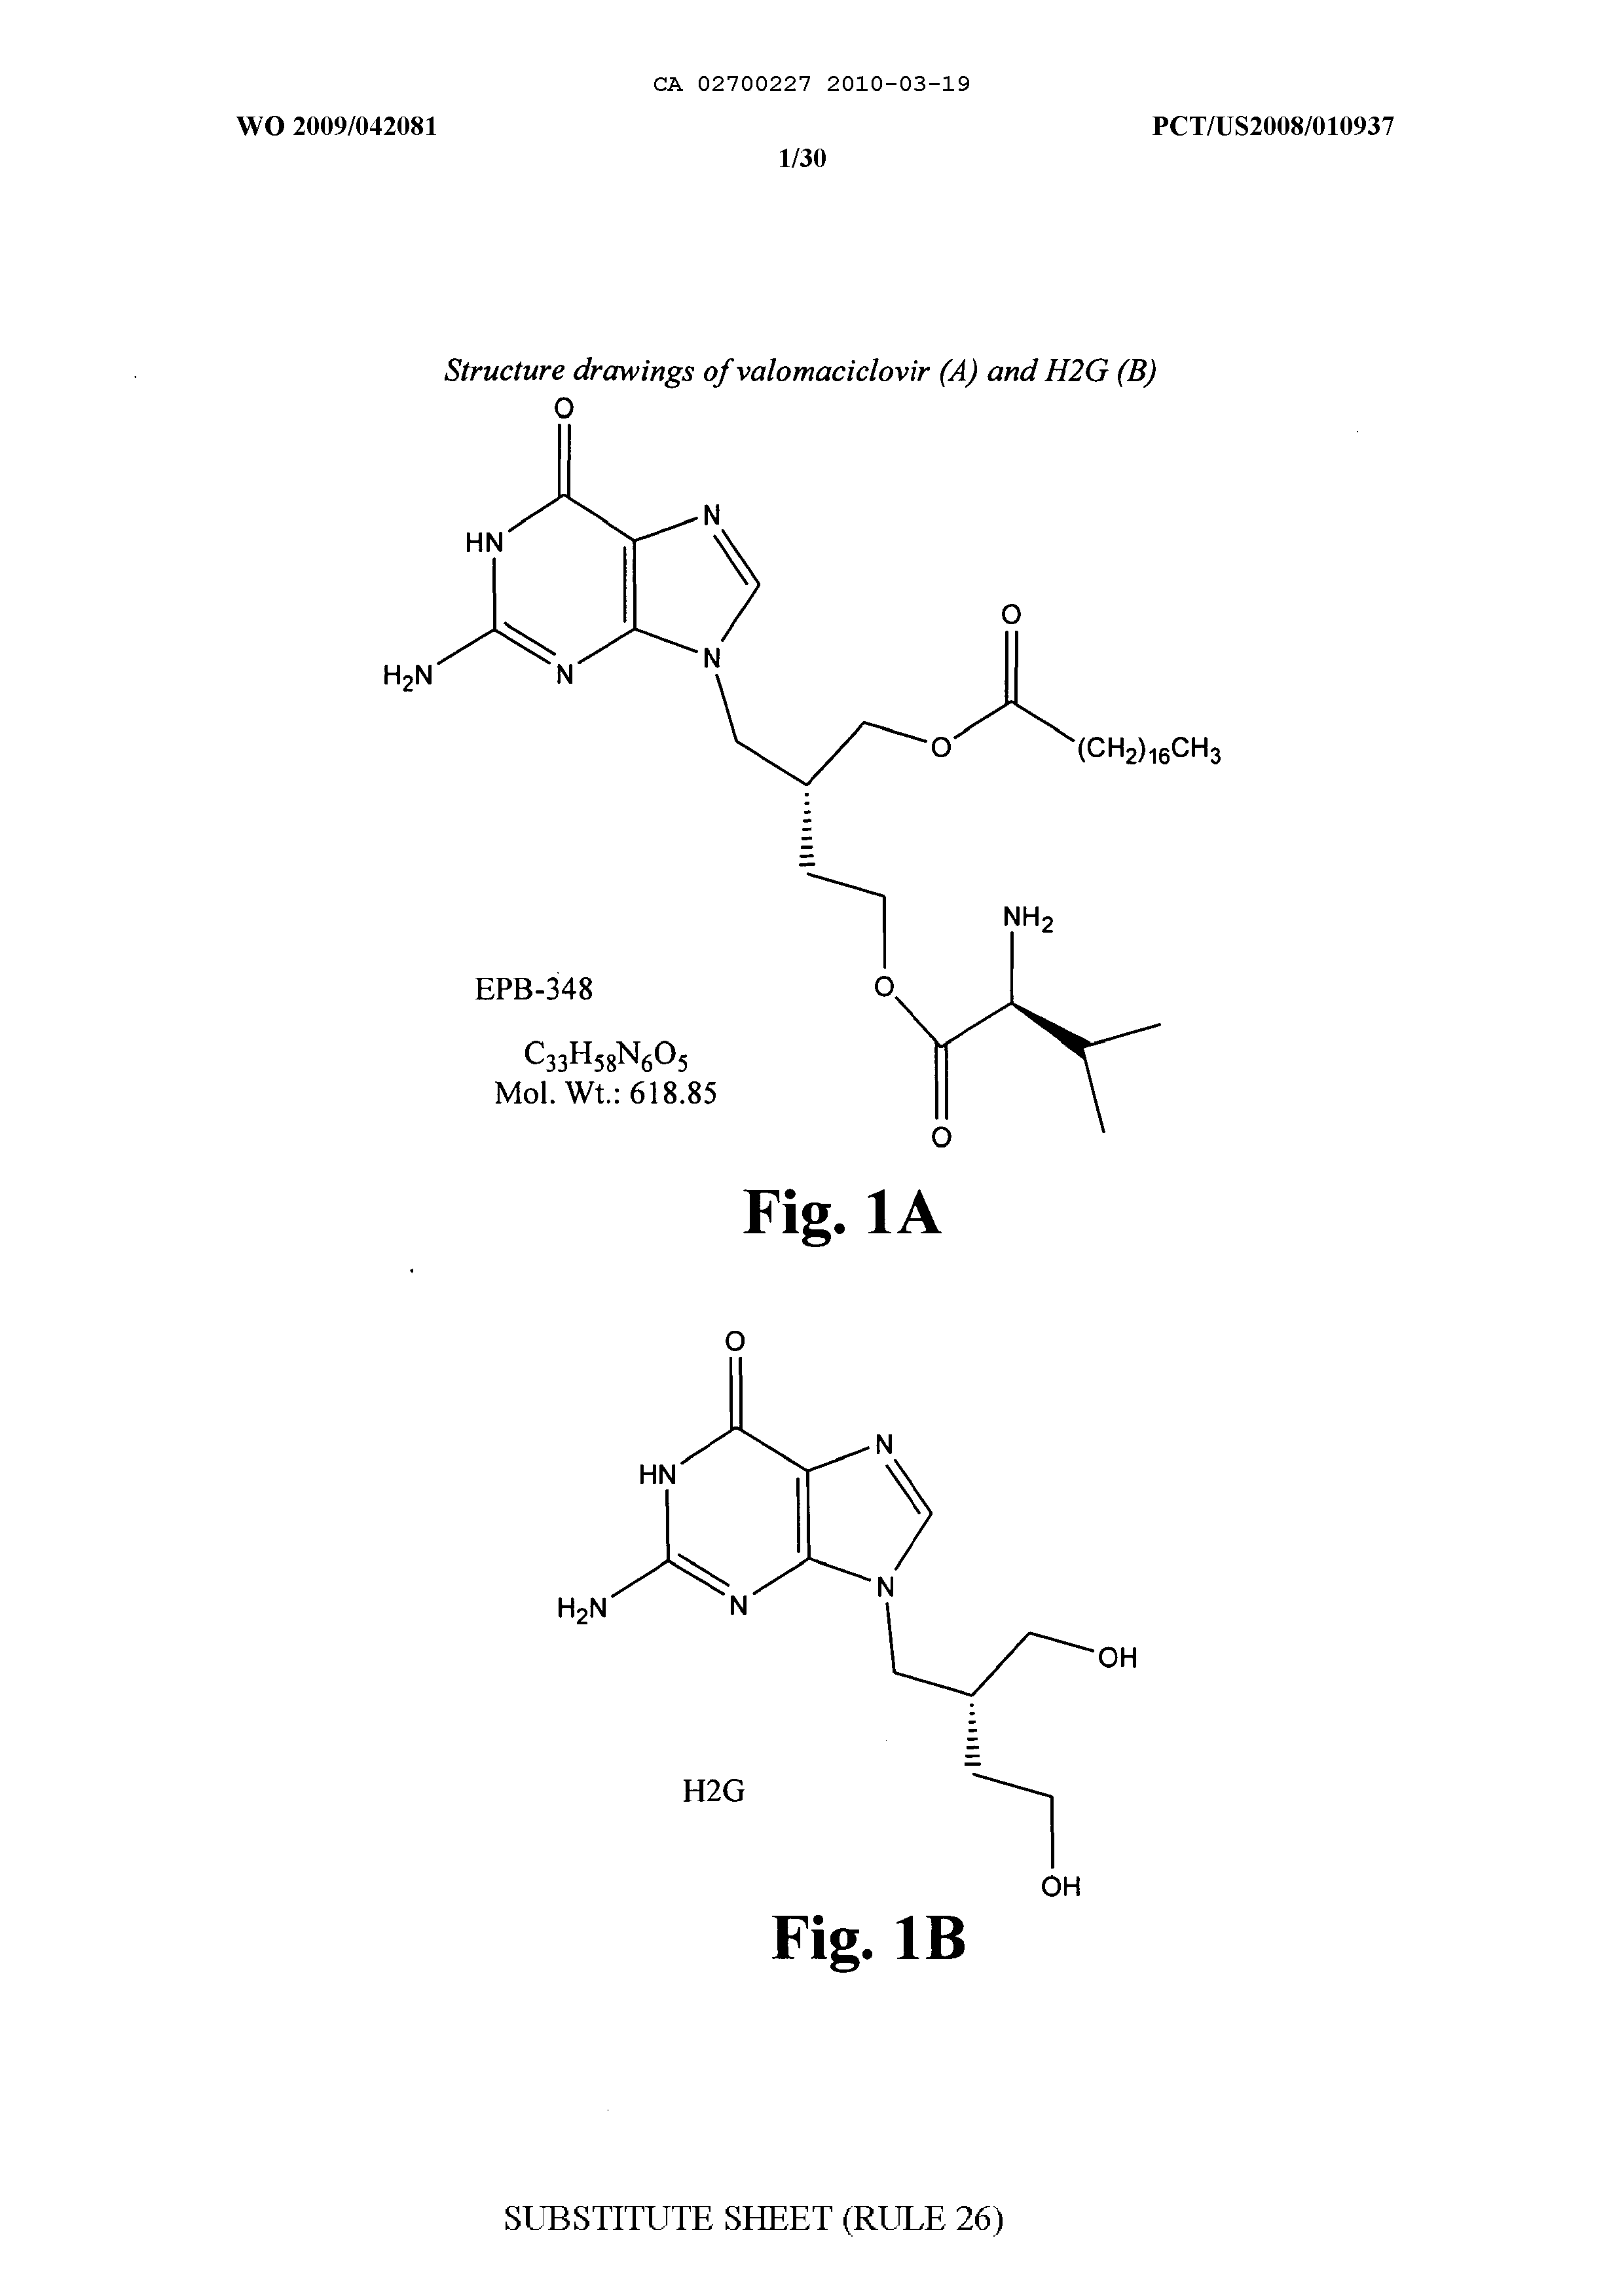 CA 02700227 2010-03-19
WO 2009/042081
PCT/US2008/010937
1/30
Structure drawings of valomaciclovir (A) and H2G (B)
O
N
HN
O
N
H₂N
N
O
(CH₂)₁₆CH₃
NH₂
EPB-348
O
C₃₃H₅₈N₆O₅
Mol. Wt.: 618.85
O
Fig. 1A
O
N
HN
N
H₂N
N
OH
H2G
OH
Fig. 1B
SUBSTITUTE SHEET (RULE 26)